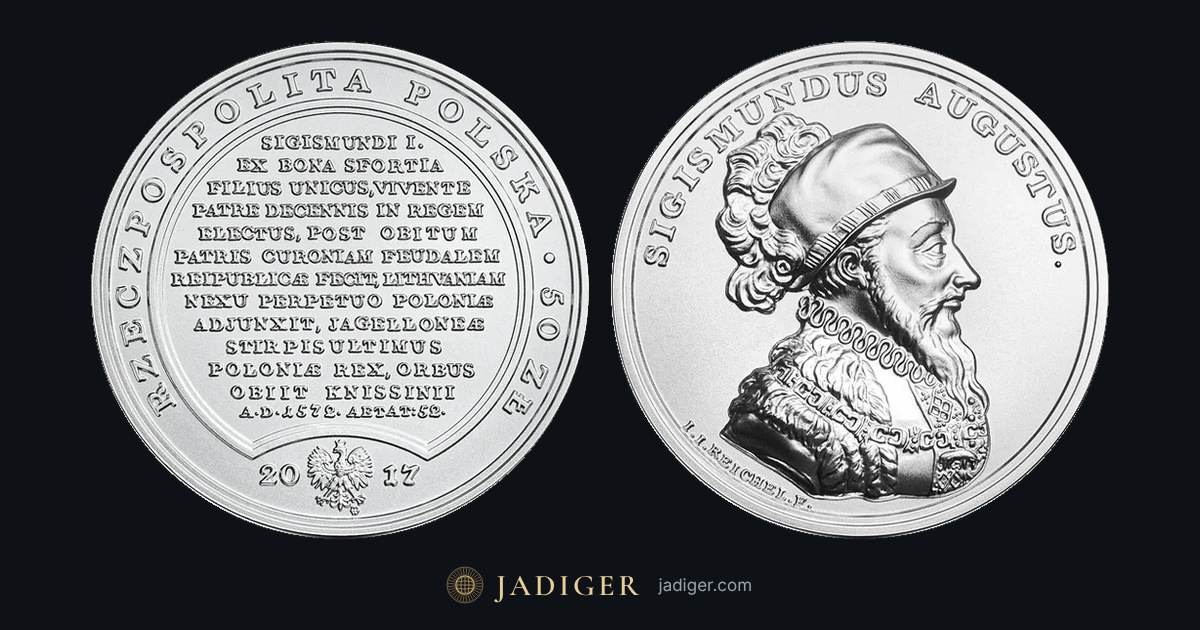 RZECZPOSPOLITA POLSKA • 50 ZŁ
SIGISMUNDI I.
EX BONA SFORTIA
FILIUS UNICUS, VIVENTE
PATRE DECENNIS IN REGEM
ELECTUS, POST OBITUM
PATRIS CURONIAM FEUDALEM
REIPUBLICÆ FECIT, LITHVANIAM
NEXU PERPETUO POLONIÆ
ADJUNXIT, JAGELLONEÆ
STIRPIS ULTIMUS
POLONIÆ REX, ORBUS
OBIIT KNISSINII
A.D. 1572. AETAT: 52.
20 17
SIGISMUNDUS AUGUSTUS.
I.I.REICHEL.F.
JADIGER jadiger.com